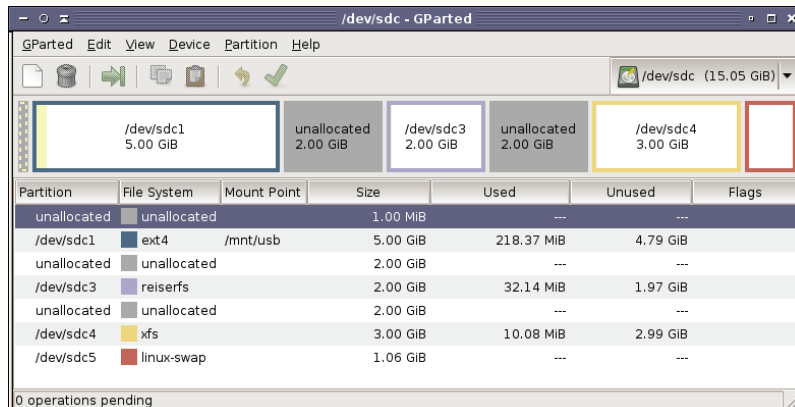 /dev/sdc - GParted
GParted Edit View Device Partition Help
/dev/sdc (15.05 GiB)
/dev/sdc1 unallocated /dev/sdc3 unallocated /dev/sdc4
5.00 GiB 2.00 GiB 2.00 GiB 2.00 GiB 3.00 GiB
Partition File System Mount Point Size Used Unused Flags
unallocated unallocated 1.00 MiB --- ---
/dev/sdc1 ext4 /mnt/usb 5.00 GiB 218.37 MiB 4.79 GiB
unallocated unallocated 2.00 GiB --- ---
/dev/sdc3 reiserfs 2.00 GiB 32.14 MiB 1.97 GiB
unallocated unallocated 2.00 GiB --- ---
/dev/sdc4 xfs 3.00 GiB 10.08 MiB 2.99 GiB
/dev/sdc5 linux-swap 1.06 GiB --- ---
0 operations pending